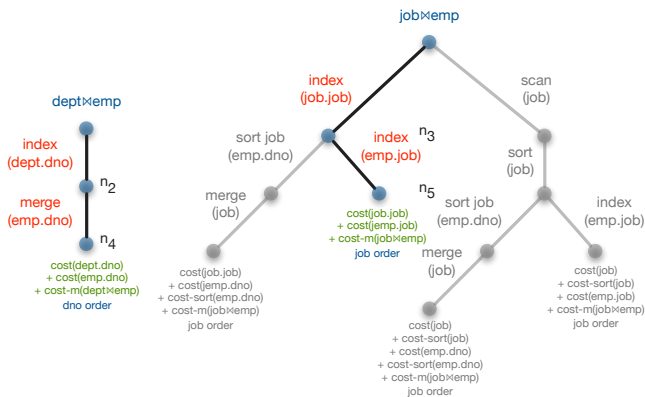 job⋈emp
index
(job.job)
scan
(job)
dept⋈emp
index
(dept.dno)
n2
merge
(emp.dno)
n4
cost(dept.dno)
+ cost(emp.dno)
+ cost-m(dept⋈emp)
dno order
sort job
(emp.dno)
index
(emp.job)
n3
sort
(job)
merge
(job)
n5
cost(job.job)
+ cost(jemp.job)
+ cost-m(job⋈emp)
job order
sort job
(emp.dno)
index
(emp.job)
merge
(job)
cost(job.job)
+ cost(jemp.dno)
+ cost-sort(emp.dno)
+ cost-m(job⋈emp)
job order
cost(job)
+ cost-sort(job)
+ cost(emp.job)
+ cost-m(job⋈emp)
job order
cost(job)
+ cost-sort(job)
+ cost(emp.dno)
+ cost-sort(emp.dno)
+ cost-m(job⋈emp)
job order